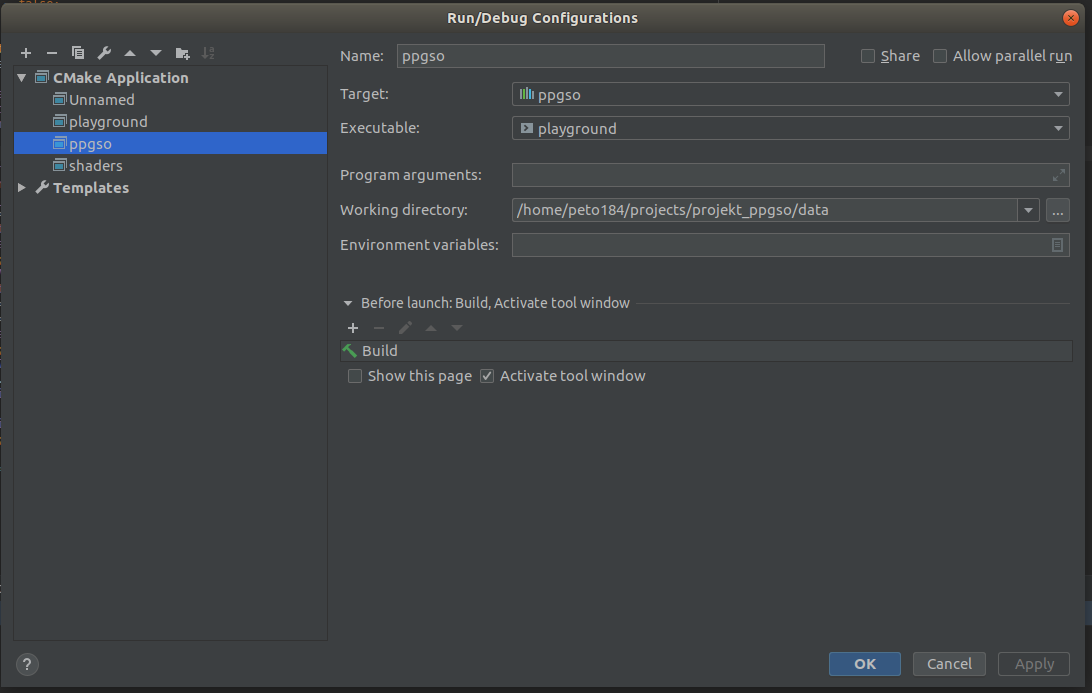 Run/Debug Configurations
Name: ppgso Share Allow parallel run
CMake Application
Unnamed
playground
ppgso
shaders
Templates
Target: ppgso
Executable: playground
Program arguments:
Working directory: /home/peto184/projects/projekt_ppgso/data ...
Environment variables:
Before launch: Build, Activate tool window
Build
Show this page Activate tool window
? OK Cancel Apply